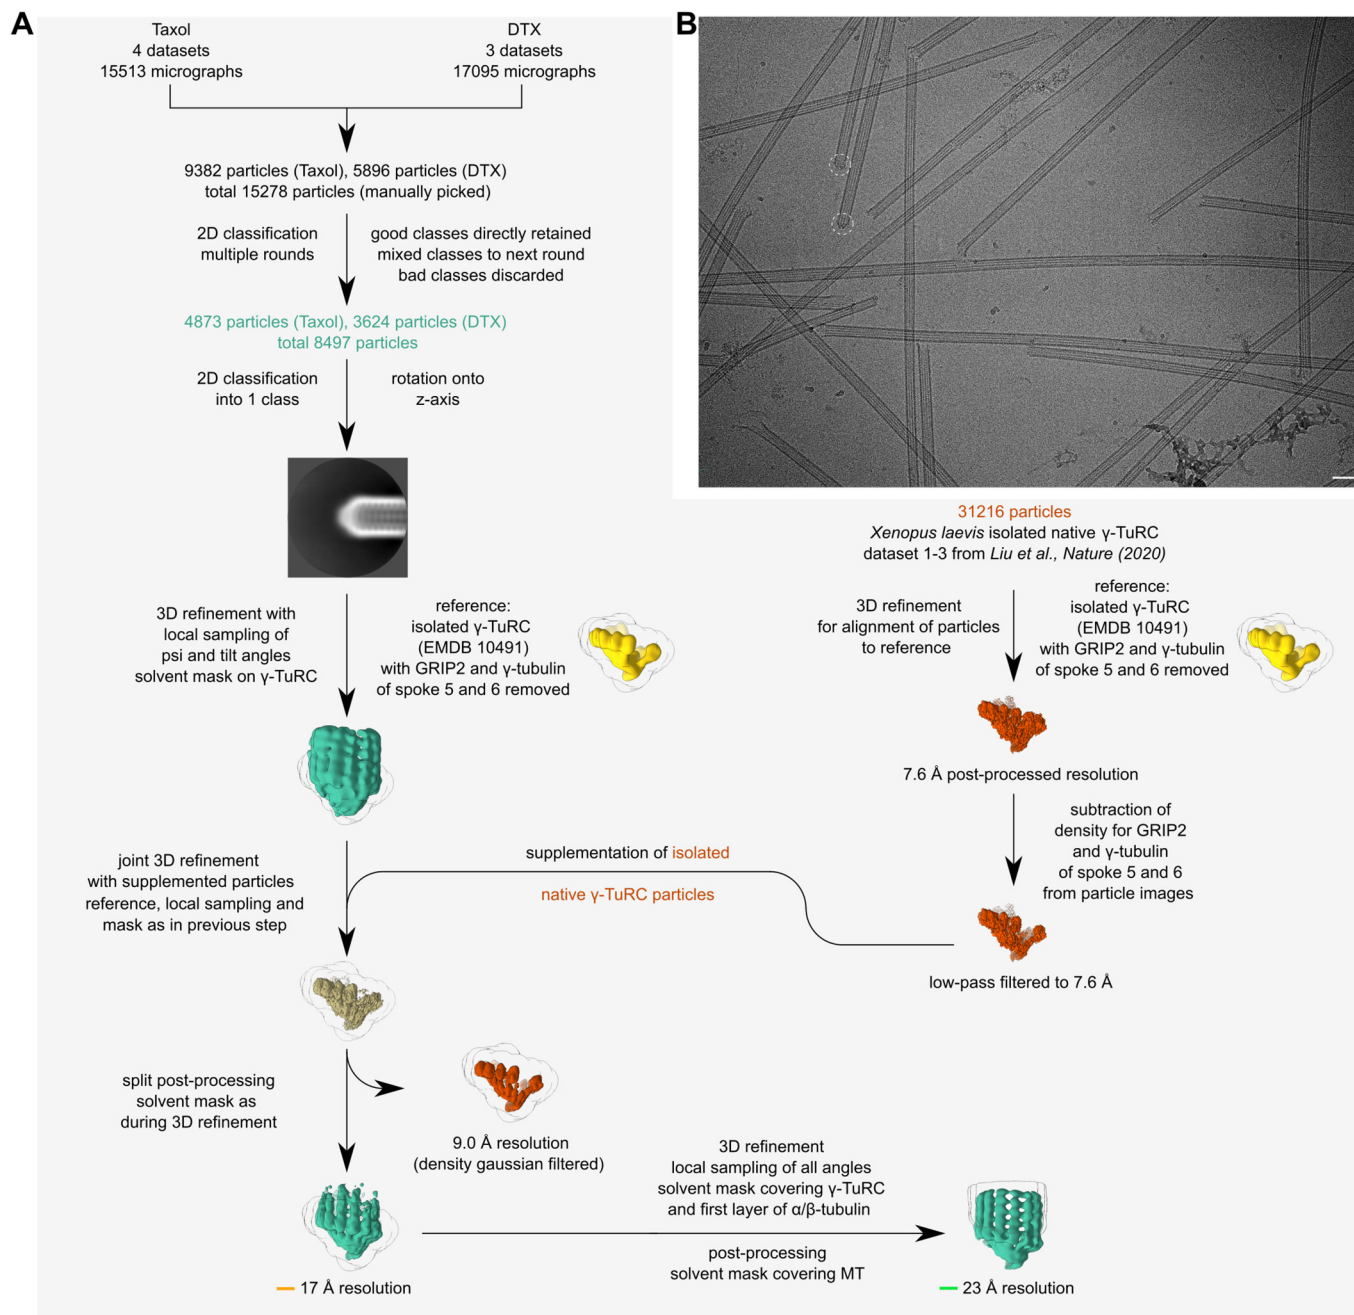 A
Taxol
4 datasets
15513 micrographs
DTX
3 datasets
17095 micrographs
9382 particles (Taxol), 5896 particles (DTX)
total 15278 particles (manually picked)
2D classification
multiple rounds
good classes directly retained
mixed classes to next round
bad classes discarded
4873 particles (Taxol), 3624 particles (DTX)
total 8497 particles
2D classification
into 1 class
rotation onto
z-axis
3D refinement with
local sampling of
psi and tilt angles
solvent mask on γ-TuRC
reference:
isolated γ-TuRC
(EMDB 10491)
with GRIP2 and γ-tubulin
of spoke 5 and 6 removed
joint 3D refinement
with supplemented particles
reference, local sampling and
mask as in previous step
supplementation of isolated
native γ-TuRC particles
split post-processing
solvent mask as
during 3D refinement
9.0 Å resolution
(density gaussian filtered)
17 Å resolution
3D refinement
local sampling of all angles
solvent mask covering γ-TuRC
and first layer of α/β-tubulin
post-processing
solvent mask covering MT
23 Å resolution
B
31216 particles
Xenopus laevis isolated native γ-TuRC
dataset 1-3 from Liu et al., Nature (2020)
3D refinement
for alignment of particles
to reference
reference:
isolated γ-TuRC
(EMDB 10491)
with GRIP2 and γ-tubulin
of spoke 5 and 6 removed
7.6 Å post-processed resolution
subtraction of
density for GRIP2
and γ-tubulin
of spoke 5 and 6
from particle images
low-pass filtered to 7.6 Å